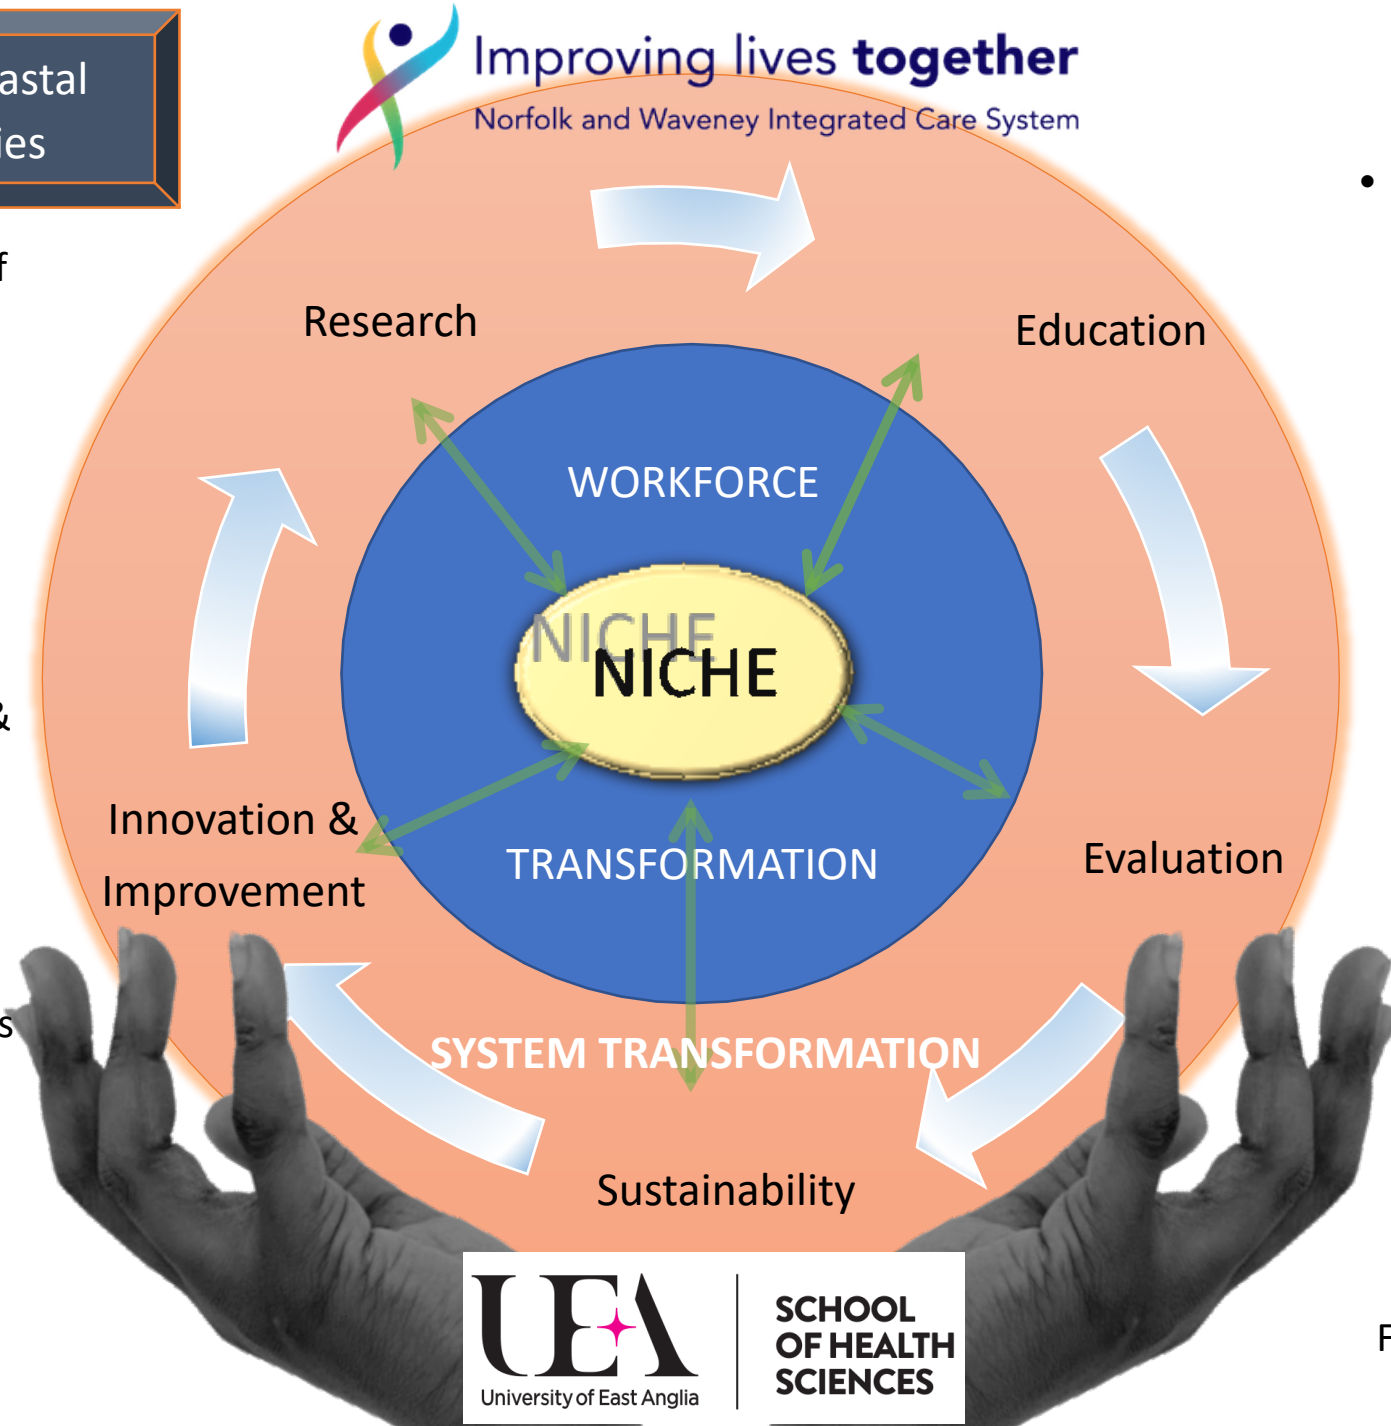 Improving lives together
Norfolk and Waveney Integrated Care System
astal
ies
•
f
Research
Education
WORKFORCE
NICHE
NICHE
&
Innovation &
Improvement
TRANSFORMATION
Evaluation
s
SYSTEM TRANSFORMATION
Sustainability
UEA
University of East Anglia
SCHOOL
OF HEALTH
SCIENCES
F